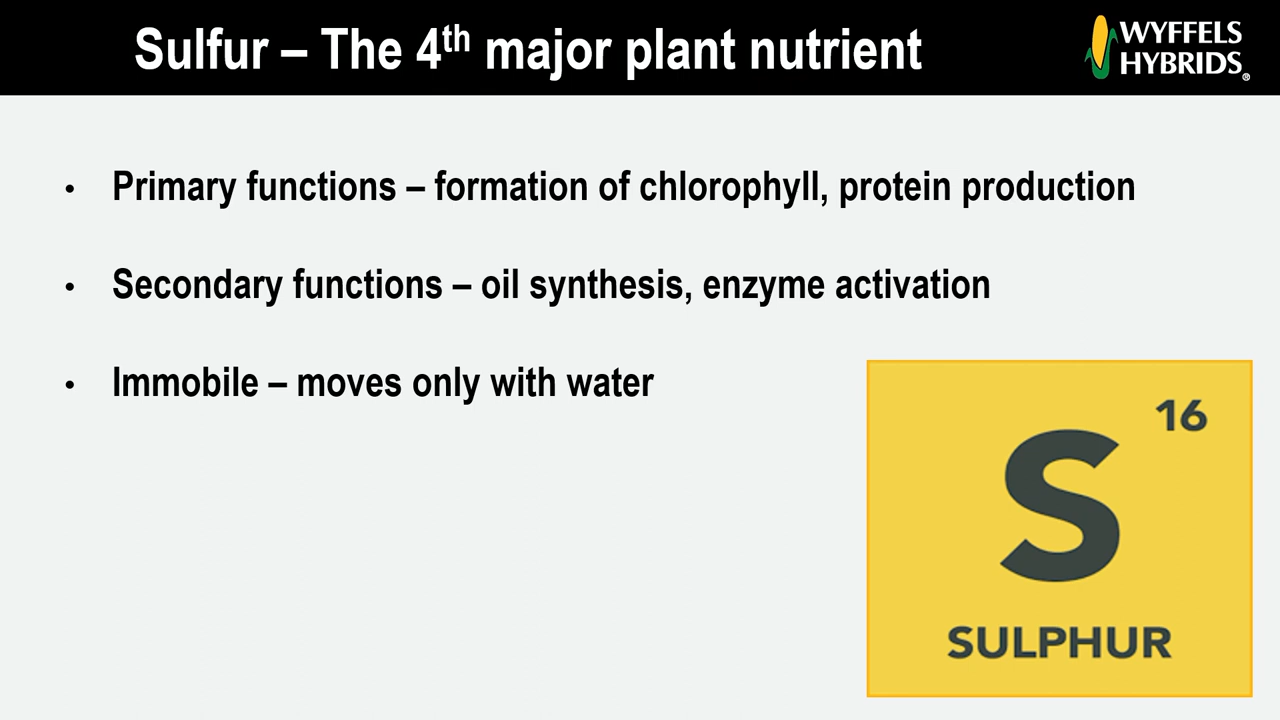 Sulfur – The 4th major plant nutrient
WYFFELS
HYBRIDS®
• Primary functions – formation of chlorophyll, protein production
• Secondary functions – oil synthesis, enzyme activation
• Immobile – moves only with water
16
S
SULPHUR